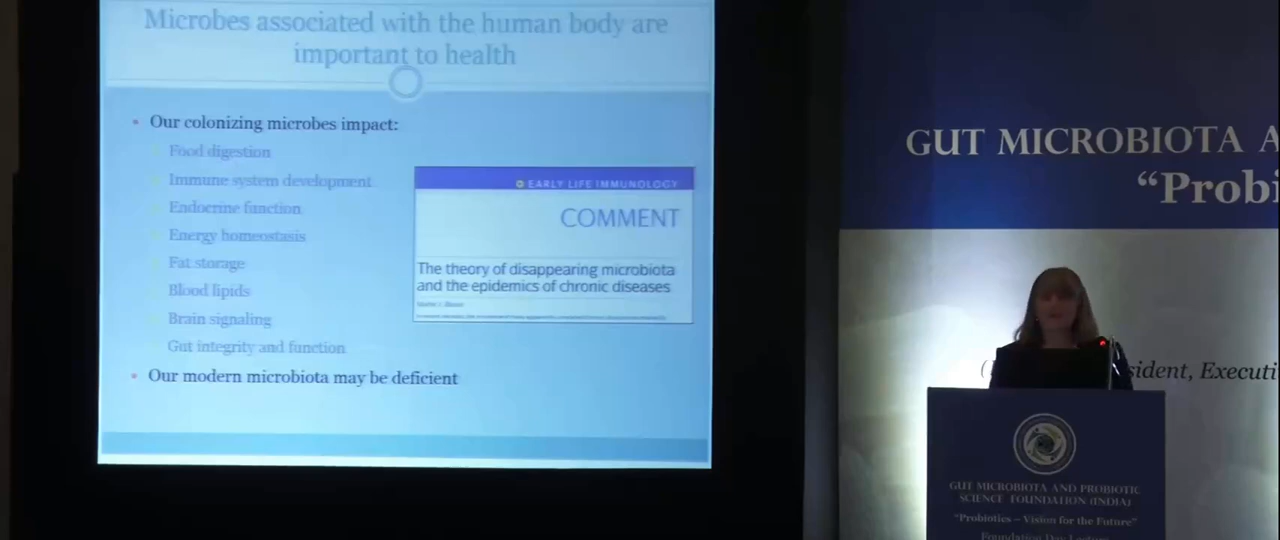 Microbes associated with the human body are
important to health
• Our colonizing microbes impact:
Food digestion
Immune system development
Endocrine function
Energy homeostasis
Fat storage
Blood lipids
Brain signaling
Gut integrity and function
• Our modern microbiota may be deficient
EARLY LIFE IMMUNOLOGY
COMMENT
The theory of disappearing microbiota
and the epidemics of chronic diseases
GUT MICROBIOTA A
“Probi
sident, Executi
GUT MICROBIOTA AND PROBIOTIC
SCIENCE FOUNDATION (INDIA)
“Probiotics – Vision for the Future”
Foundation Day Lecture